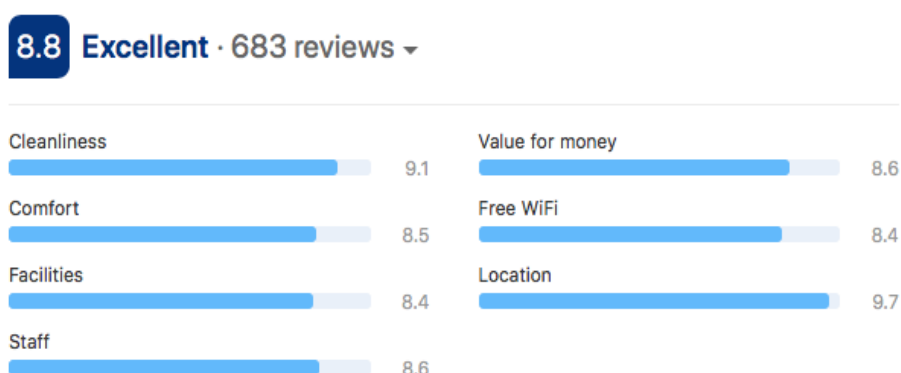 8.8 Excellent · 683 reviews
Cleanliness
9.1
Value for money
8.6
Comfort
8.5
Free WiFi
8.4
Facilities
8.4
Location
9.7
Staff
8.6